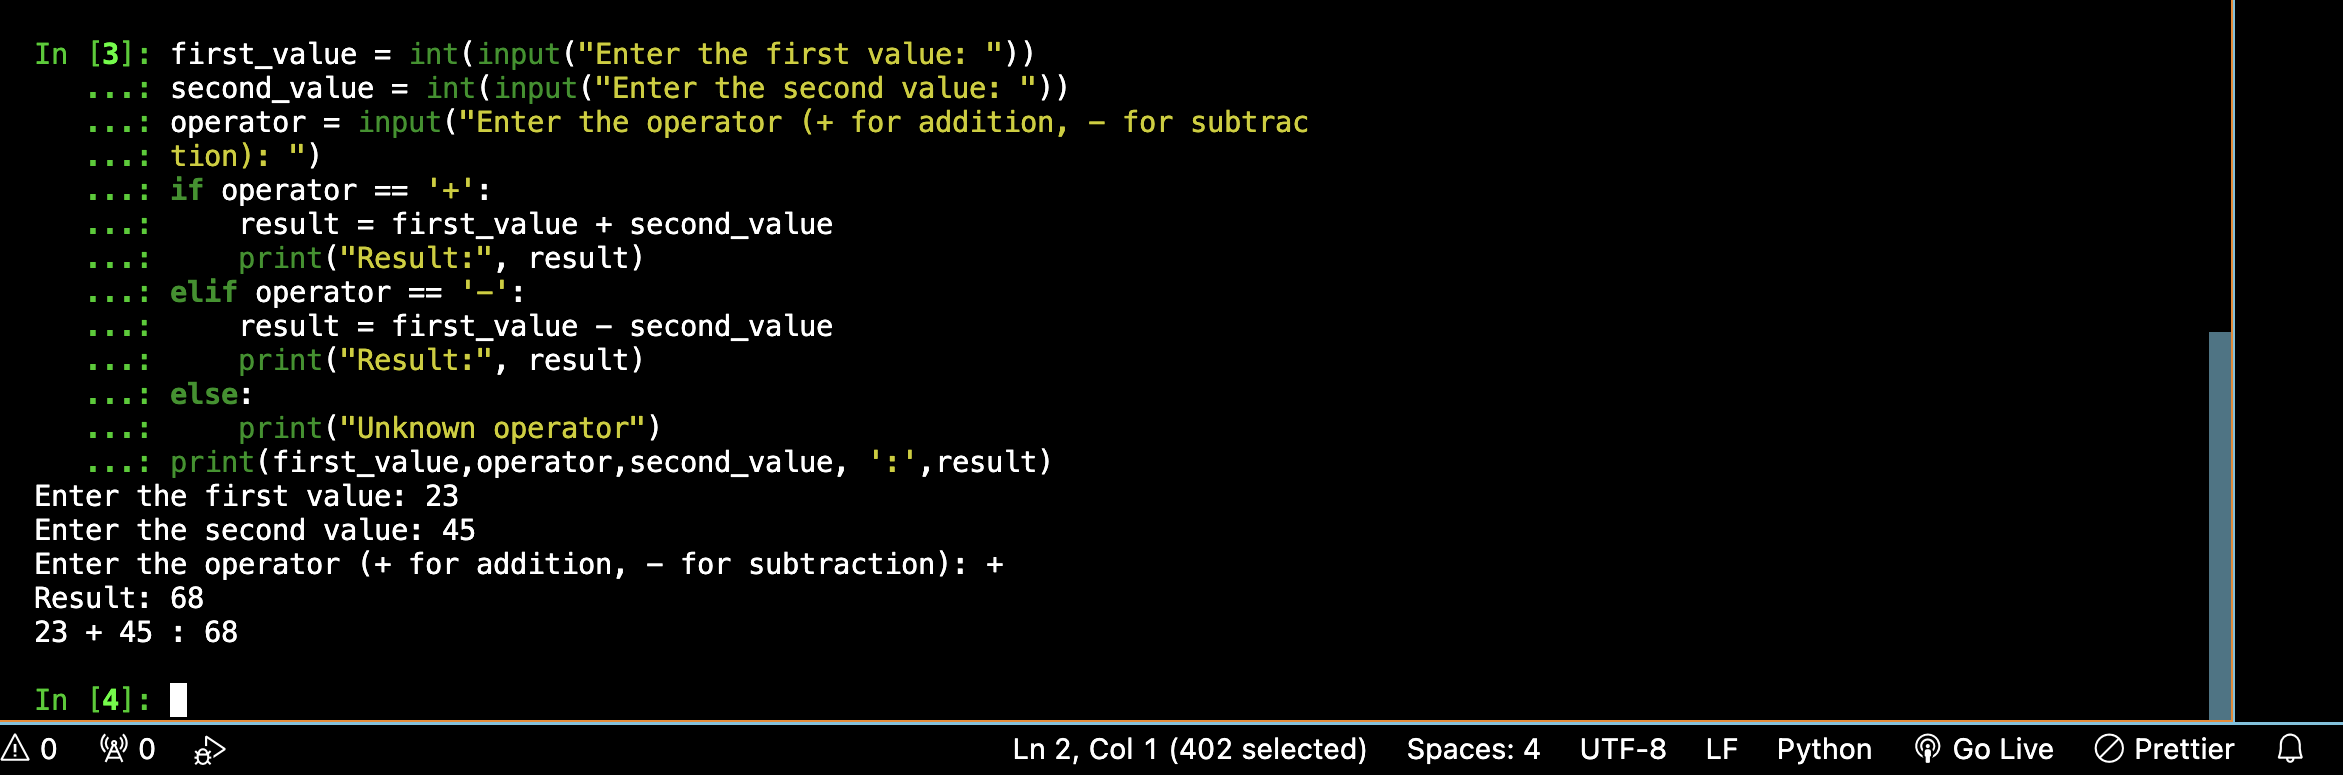 In [3]: first_value = int(input("Enter the first value: "))
   ...: second_value = int(input("Enter the second value: "))
   ...: operator = input("Enter the operator (+ for addition, - for subtrac
   ...: tion): ")
   ...: if operator == '+':
   ...:     result = first_value + second_value
   ...:     print("Result:", result)
   ...: elif operator == '-':
   ...:     result = first_value - second_value
   ...:     print("Result:", result)
   ...: else:
   ...:     print("Unknown operator")
   ...: print(first_value,operator,second_value, ':',result)
Enter the first value: 23
Enter the second value: 45
Enter the operator (+ for addition, - for subtraction): +
Result: 68
23 + 45 : 68
In [4]:
0 0 Ln 2, Col 1 (402 selected) Spaces: 4 UTF-8 LF Python Go Live Prettier